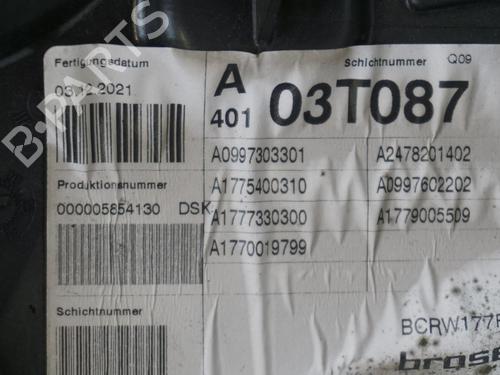 Fertigungsdatum
03.12.2021
A
401
Schichtnummer Q09
03T087
A0997303301 A2478201402
Produktionsnummer
A1775400310 A0997602202
000005854130 DSK
A1777330300 A1779005509
A1770019799
Schichtnummer
BCRW177F
brose
B-PARTS